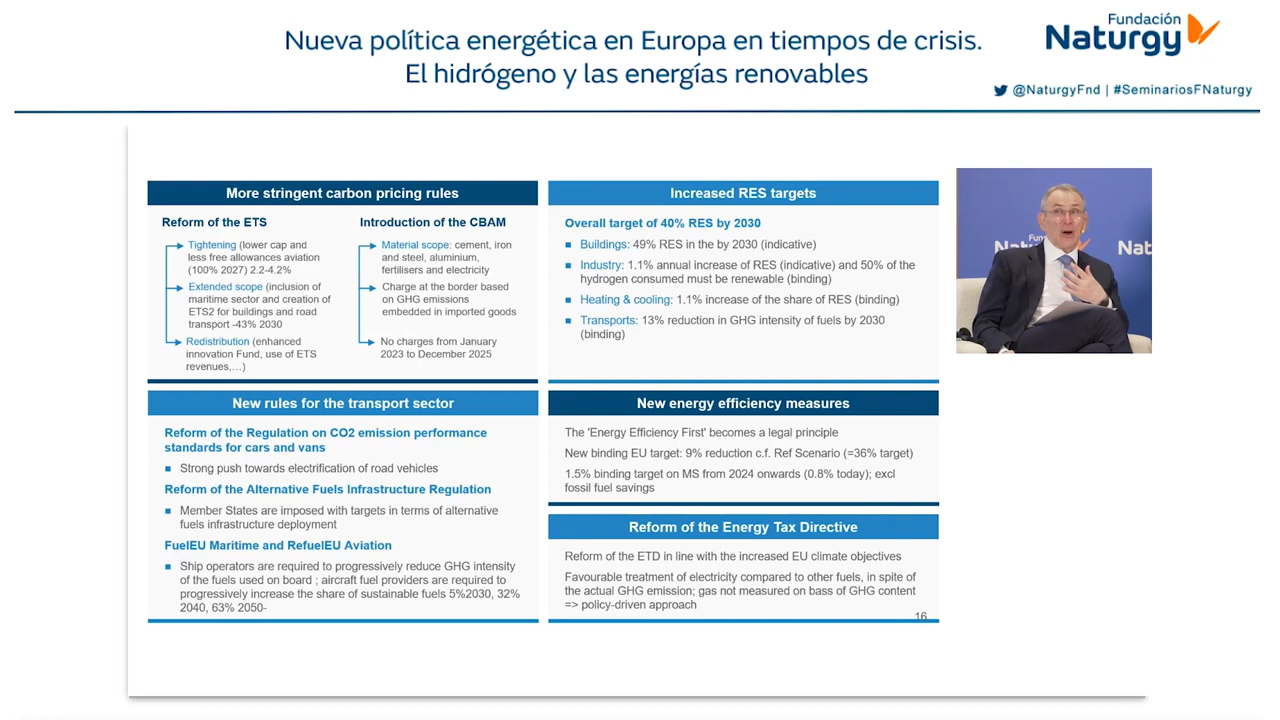 Nueva política energética en Europa en tiempos de crisis.
El hidrógeno y las energías renovables
Fundación
Naturgy
@NaturgyFnd | #SeminariosFNaturgy
More stringent carbon pricing rules
Reform of the ETS
Tightening (lower cap and
less free allowances aviation
(100% 2027) 2.2-4.2%
Extended scope (inclusion of
maritime sector and creation of
ETS2 for buildings and road
transport -43% 2030
Redistribution (enhanced
innovation Fund, use of ETS
revenues,...)
Introduction of the CBAM
Material scope: cement, iron
and steel, aluminium,
fertilisers and electricity
Charge at the border based
on GHG emissions
embedded in imported goods
No charges from January
2023 to December 2025
Increased RES targets
Overall target of 40% RES by 2030
Buildings: 49% RES in the by 2030 (indicative)
Industry: 1.1% annual increase of RES (indicative) and 50% of the
hydrogen consumed must be renewable (binding)
Heating & cooling: 1.1% increase of the share of RES (binding)
Transports: 13% reduction in GHG intensity of fuels by 2030
(binding)
New rules for the transport sector
Reform of the Regulation on CO2 emission performance
standards for cars and vans
Strong push towards electrification of road vehicles
Reform of the Alternative Fuels Infrastructure Regulation
Member States are imposed with targets in terms of alternative
fuels infrastructure deployment
FuelEU Maritime and RefuelEU Aviation
Ship operators are required to progressively reduce GHG intensity
of the fuels used on board ; aircraft fuel providers are required to
progressively increase the share of sustainable fuels 5%2030, 32%
2040, 63% 2050-
New energy efficiency measures
The 'Energy Efficiency First' becomes a legal principle
New binding EU target: 9% reduction c.f. Ref Scenario (=36% target)
1.5% binding target on MS from 2024 onwards (0.8% today); excl
fossil fuel savings
Reform of the Energy Tax Directive
Reform of the ETD in line with the increased EU climate objectives
Favourable treatment of electricity compared to other fuels, in spite of
the actual GHG emission; gas not measured on bass of GHG content
=> policy-driven approach
16